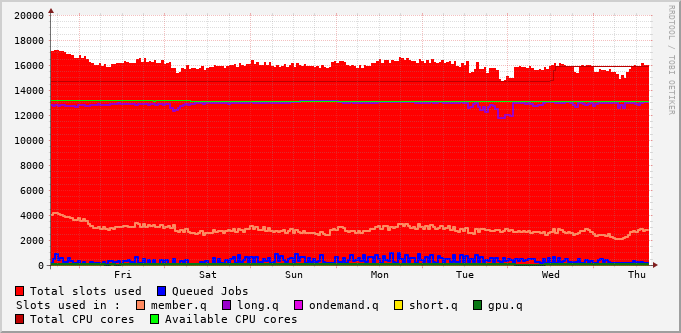 20000
18000
16000
14000
12000
10000
8000
6000
4000
2000
0
Fri Sat Sun Mon Tue Wed Thu
Total slots used Queued Jobs
Slots used in : member.q long.q ondemand.q short.q gpu.q
Total CPU cores Available CPU cores
RRDTOOL / TOBI OETIKER